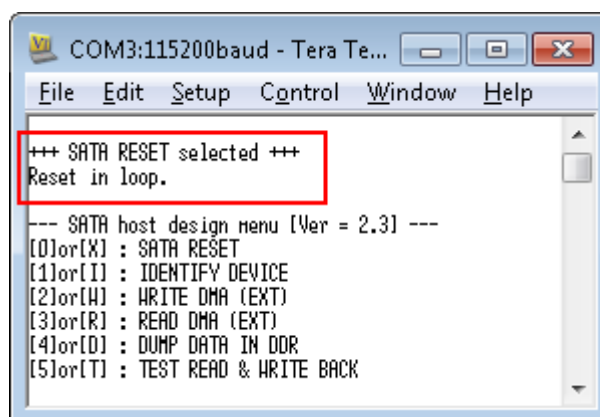 COM3:115200baud - Tera Te...
File Edit Setup Control Window Help
+++ SATA RESET selected +++
Reset in loop.
--- SATA host design menu [Ver = 2.3] ---
[0]or[X] : SATA RESET
[1]or[I] : IDENTIFY DEVICE
[2]or[W] : WRITE DMA (EXT)
[3]or[R] : READ DMA (EXT)
[4]or[D] : DUMP DATA IN DDR
[5]or[T] : TEST READ & WRITE BACK